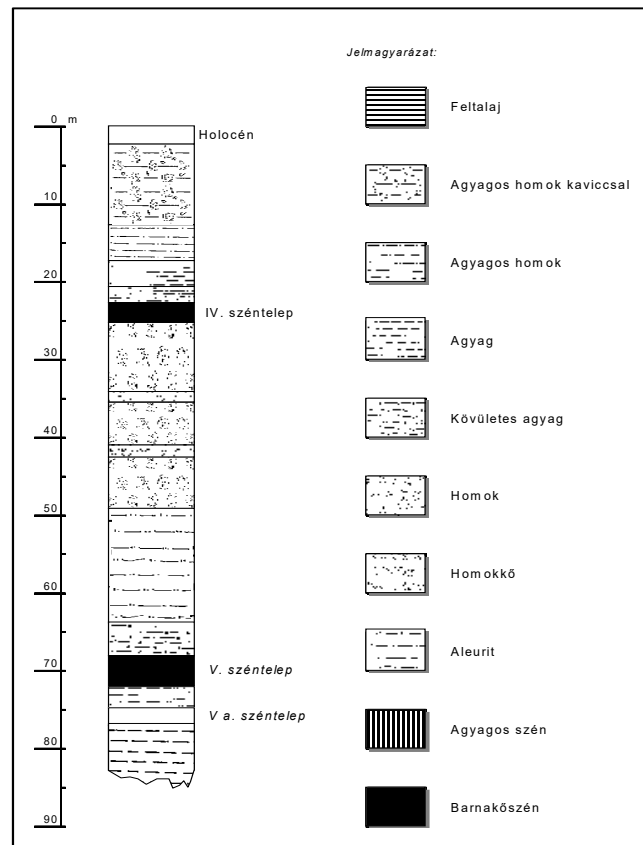 Jelmagyarázat:
0 m
Holocén
Feltalaj
Agyagos homok kaviccsal
10
Agyagos homok
20
IV. széntelep
Agyag
30
Kövületes agyag
40
Homok
50
Homokkő
60
Aleurit
70
V. széntelep
V a. széntelep
Agyagos szén
80
Barnakőszén
90